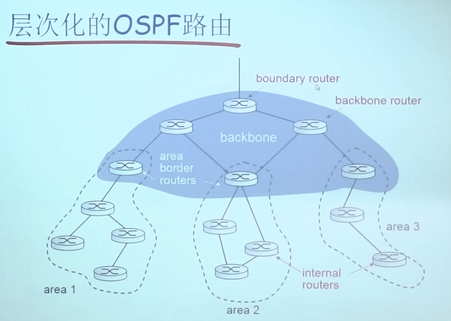 层次化的OSPF路由
boundary router
backbone router
backbone
area
border
routers
area 3
internal
routers
area 1
area 2